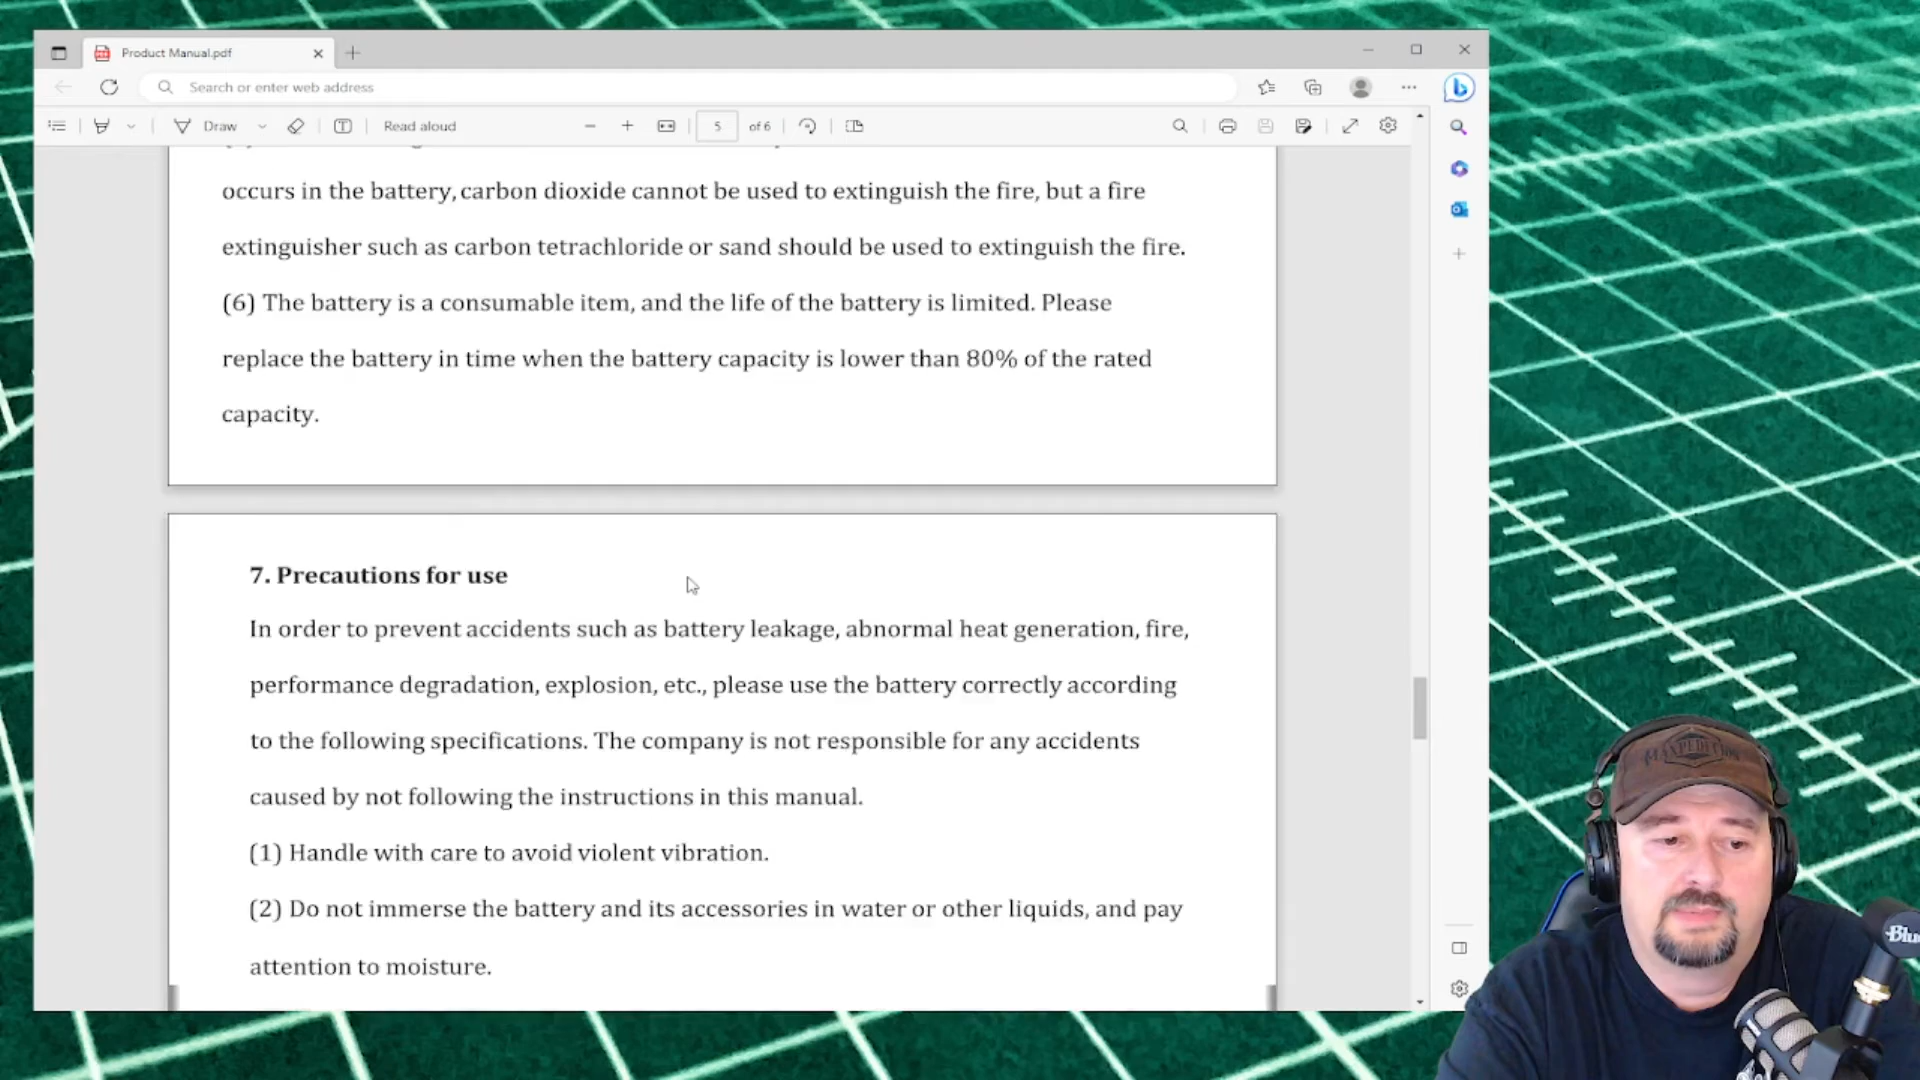 Product Manual.pdf
Search or enter web address
Draw
Read aloud
5
of 6
occurs in the battery, carbon dioxide cannot be used to extinguish the fire, but a fire
extinguisher such as carbon tetrachloride or sand should be used to extinguish the fire.
(6) The battery is a consumable item, and the life of the battery is limited. Please
replace the battery in time when the battery capacity is lower than 80% of the rated
capacity.
7. Precautions for use
In order to prevent accidents such as battery leakage, abnormal heat generation, fire,
performance degradation, explosion, etc., please use the battery correctly according
to the following specifications. The company is not responsible for any accidents
caused by not following the instructions in this manual.
(1) Handle with care to avoid violent vibration.
(2) Do not immerse the battery and its accessories in water or other liquids, and pay
attention to moisture.
MAXPEDITION
Blu